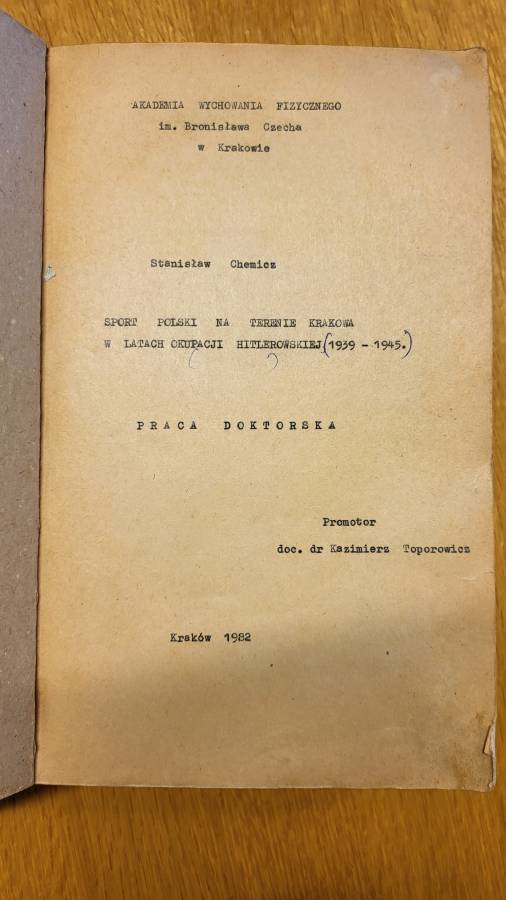 AKADEMIA WYCHOWANIA FIZYCZNEGO
im. Bronisława Czecha
w Krakowie
Stanisław Chemicz
SPORT POLSKI NA TERENIE KRAKOWA
W LATACH OKUPACJI HITLEROWSKIEJ (1939 - 1945.)
PRACA DOKTORSKA
Promotor
doc. dr Kazimierz Toporowicz
Kraków 1982